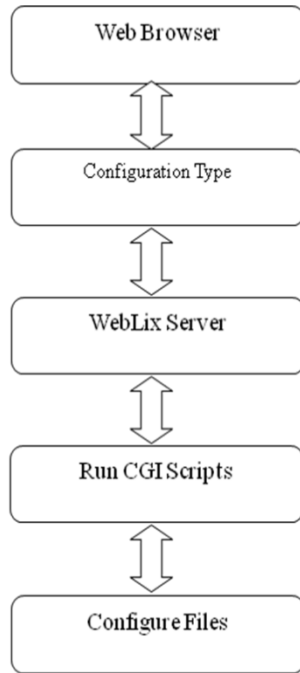 Web Browser
Configuration Type
WebLix Server
Run CGI Scripts
Configure Files